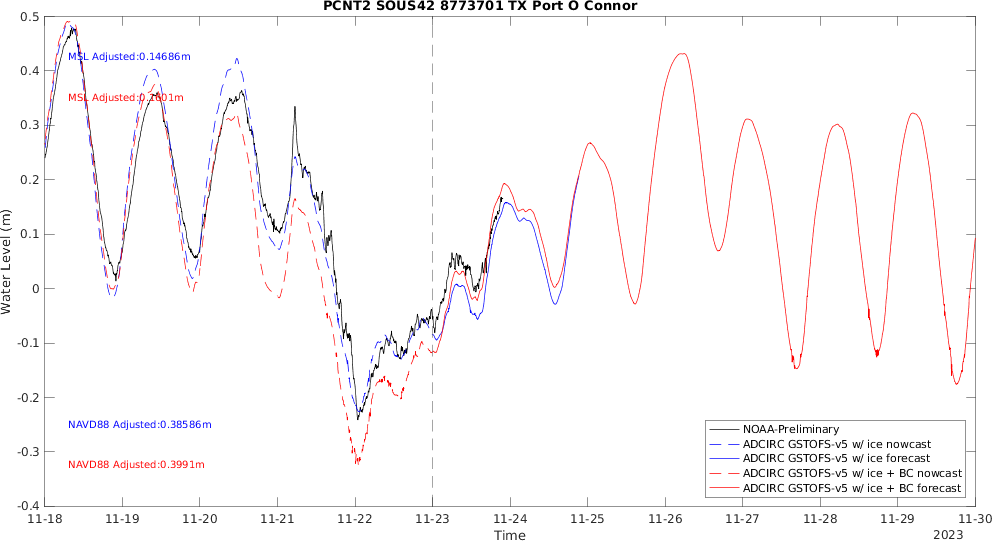 PCNT2 SOUS42 8773701 TX Port O Connor
0.5
0.4
0.3
0.2
0.1
0
-0.1
-0.2
-0.3
-0.4
Water Level (m)
MSL Adjusted:0.14686m
MSL Adjusted:0.1601m
NAVD88 Adjusted:0.38586m
NAVD88 Adjusted:0.3991m
NOAA-Preliminary
ADCIRC GSTOFS-v5 w/ ice nowcast
ADCIRC GSTOFS-v5 w/ ice forecast
ADCIRC GSTOFS-v5 w/ ice + BC nowcast
ADCIRC GSTOFS-v5 w/ ice + BC forecast
11-18 11-19 11-20 11-21 11-22 11-23 11-24 11-25 11-26 11-27 11-28 11-29 11-30
Time
2023